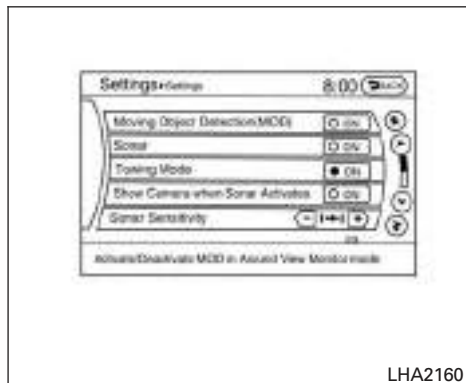 Settings▸Settings 8:00 BACK
Moving Object Detection(MOD) ON
Sonar ON
Towing Mode ON
Show Camera when Sonar Activates ON
Sonar Sensitivity - +
Activate/Deactivate MOD in Around View Monitor mode
LHA2160